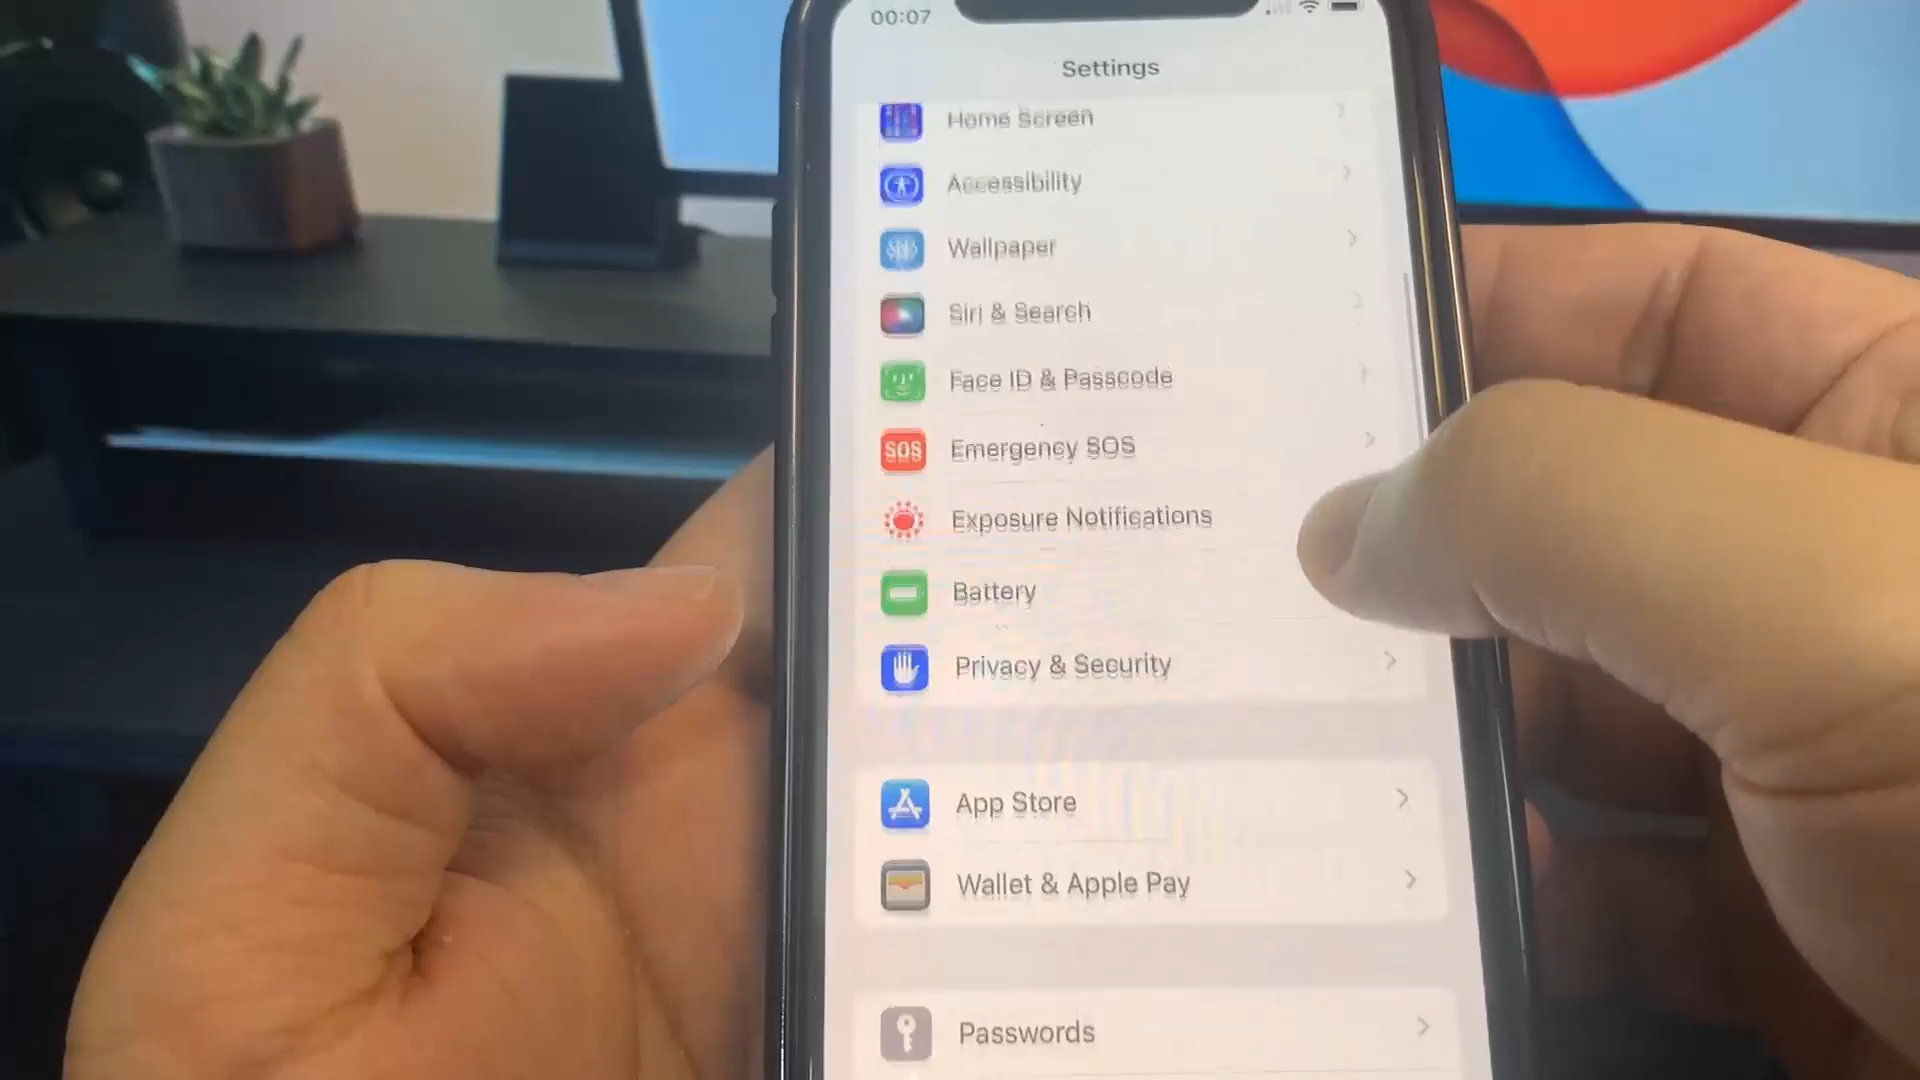 00:07
Settings
Home Screen
Accessibility
Wallpaper
Siri & Search
Face ID & Passcode
SOS
Emergency SOS
Exposure Notifications
Battery
Privacy & Security
App Store
Wallet & Apple Pay
Passwords